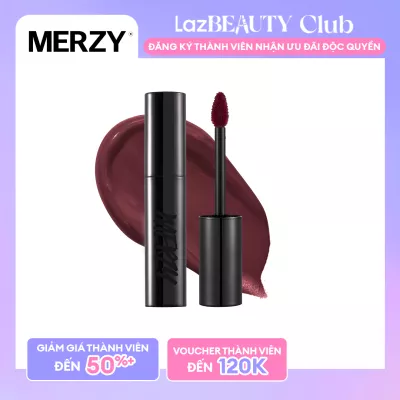 MERZY®
LazBEAUTY Club
ĐĂNG KÝ THÀNH VIÊN NHẬN ƯU ĐÃI ĐỘC QUYỀN
MERZY
GIẢM GIÁ THÀNH VIÊN
ĐẾN 50%+
VOUCHER THÀNH VIÊN
ĐẾN 120K